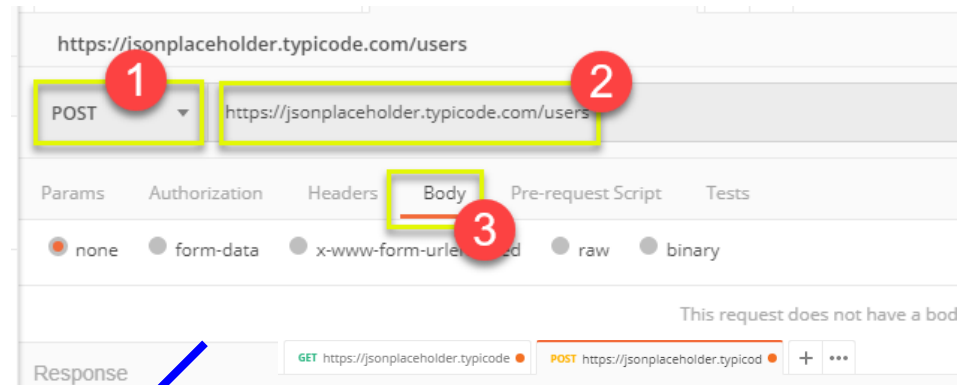 https://jsonplaceholder.typicode.com/users
1
2
POST https://jsonplaceholder.typicode.com/users
Params Authorization Headers Body Pre-request Script Tests
3
none form-data raw binary
This request does not have a bod
Response
GET https://jsonplaceholder.typicode POST https://jsonplaceholder.typicod + •••